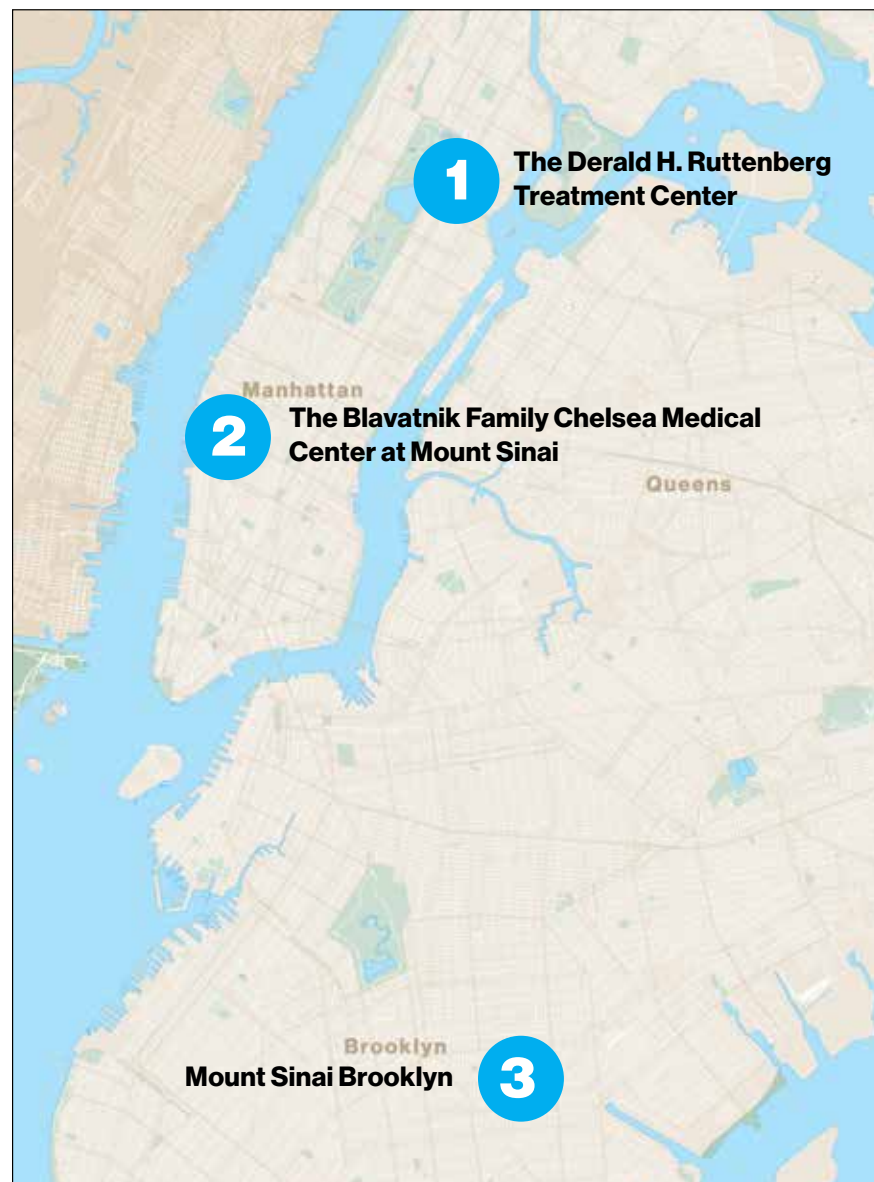 1
The Derald H. Ruttenberg
Treatment Center
Manhattan
2
The Blavatnik Family Chelsea Medical
Center at Mount Sinai
Queens
Brooklyn
Mount Sinai Brooklyn
3